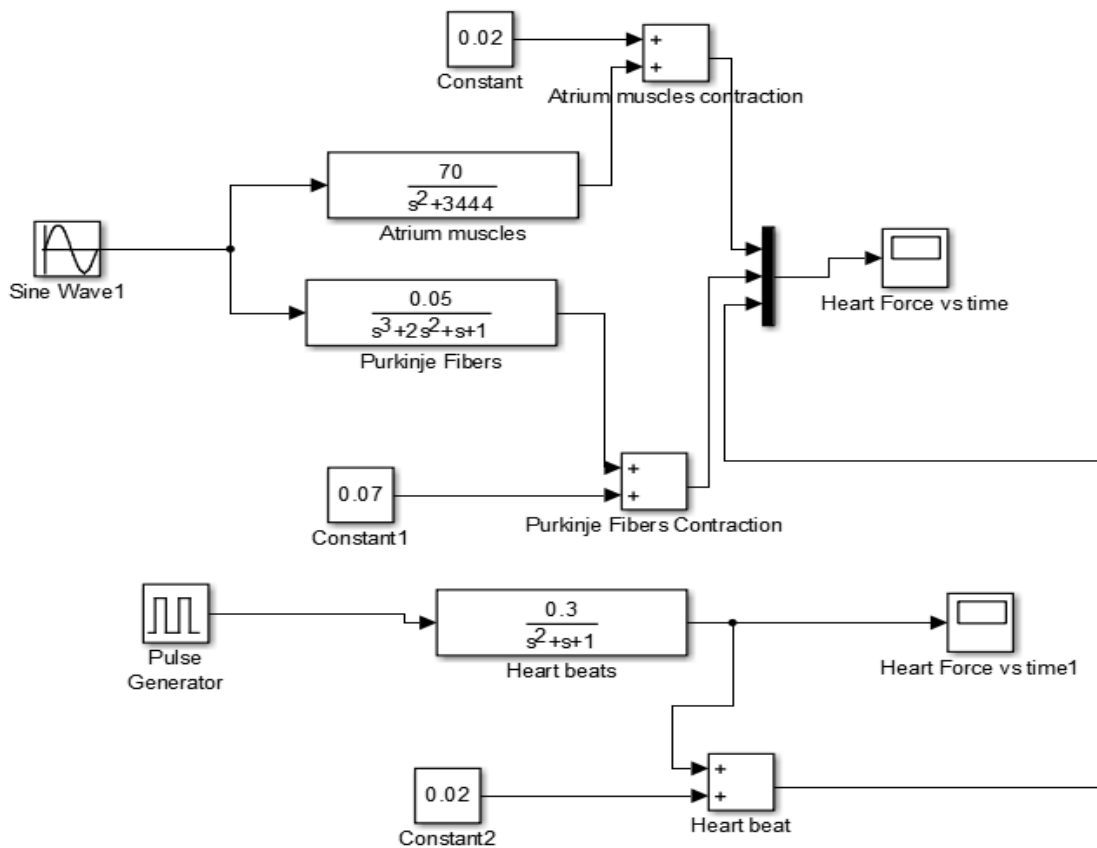 0.02
Constant
+
+
Atrium muscles contraction
70
s²+3444
Atrium muscles
Sine Wave1
0.05
s³+2s²+s+1
Purkinje Fibers
Heart Force vs time
0.07
Constant1
+
+
Purkinje Fibers Contraction
Pulse
Generator
0.3
s²+s+1
Heart beats
Heart Force vs time1
0.02
Constant2
+
+
Heart beat